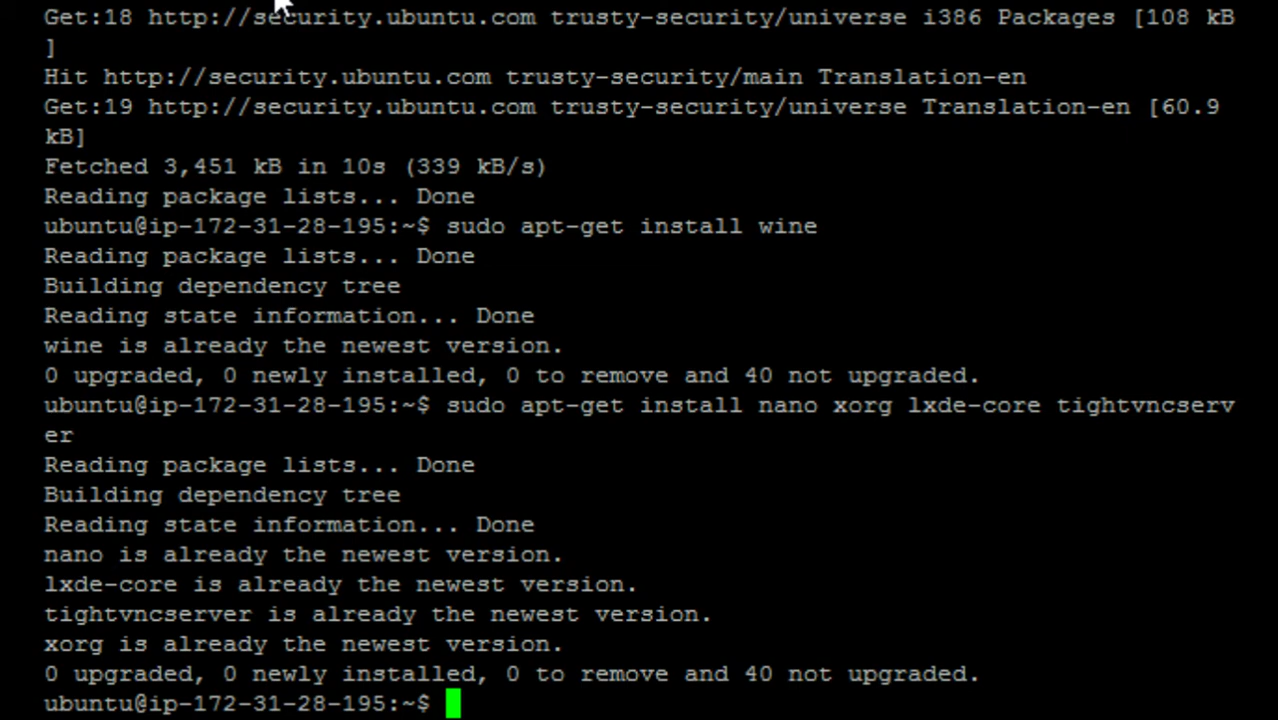 Get:18 http://security.ubuntu.com trusty-security/universe i386 Packages [108 kB
]
Hit http://security.ubuntu.com trusty-security/main Translation-en
Get:19 http://security.ubuntu.com trusty-security/universe Translation-en [60.9
kB]
Fetched 3,451 kB in 10s (339 kB/s)
Reading package lists... Done
ubuntu@ip-172-31-28-195:~$ sudo apt-get install wine
Reading package lists... Done
Building dependency tree
Reading state information... Done
wine is already the newest version.
0 upgraded, 0 newly installed, 0 to remove and 40 not upgraded.
ubuntu@ip-172-31-28-195:~$ sudo apt-get install nano xorg lxde-core tightvncserv
er
Reading package lists... Done
Building dependency tree
Reading state information... Done
nano is already the newest version.
lxde-core is already the newest version.
tightvncserver is already the newest version.
xorg is already the newest version.
0 upgraded, 0 newly installed, 0 to remove and 40 not upgraded.
ubuntu@ip-172-31-28-195:~$